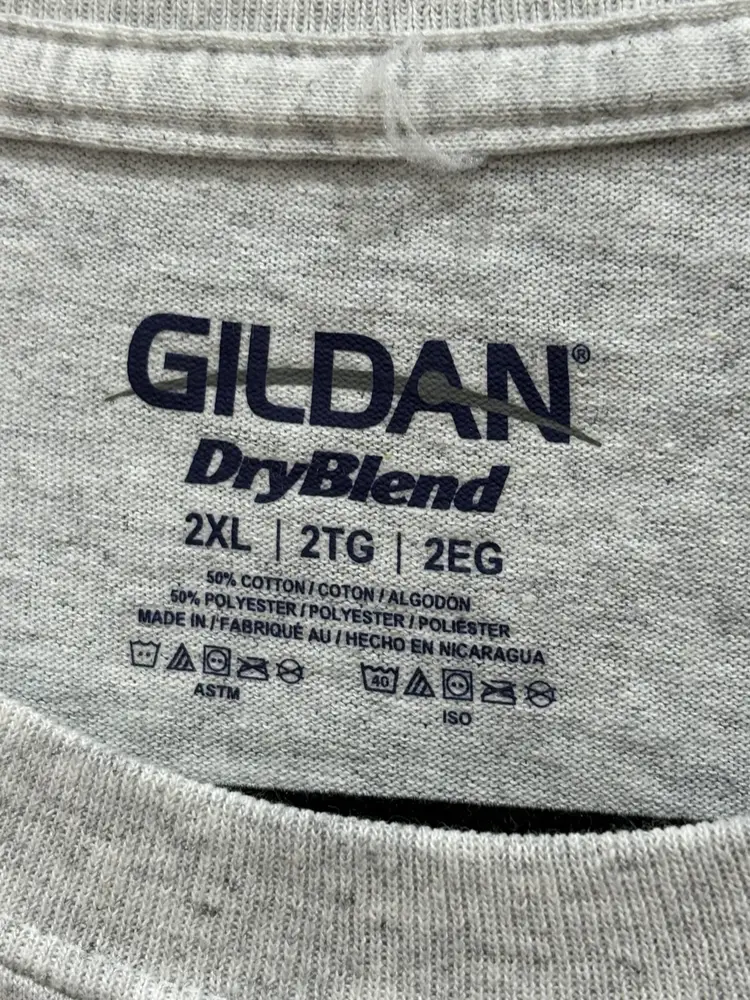 GILDAN®
DryBlend
2XL | 2TG | 2EG
50% COTTON / COTON / ALGODÓN
50% POLYESTER / POLYESTER / POLIÉSTER
MADE IN / FABRIQUÉ AU / HECHO EN NICARAGUA
40
ASTM
ISO